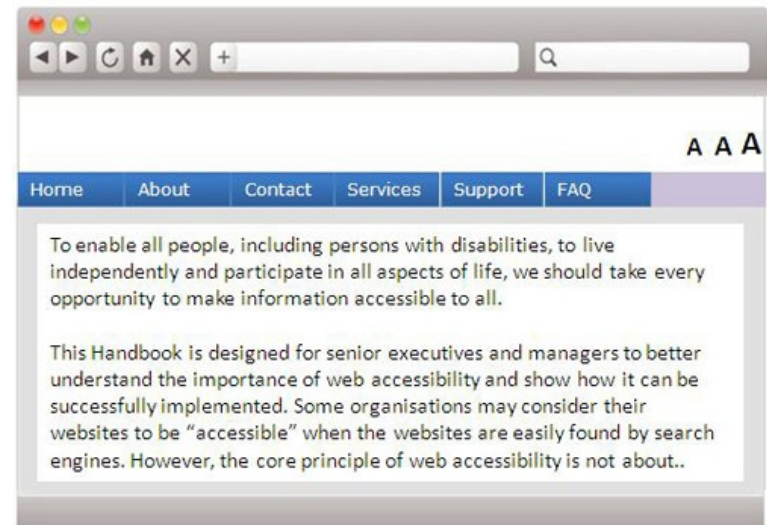 A A A
Home About Contact Services Support FAQ
To enable all people, including persons with disabilities, to live
independently and participate in all aspects of life, we should take every
opportunity to make information accessible to all.
This Handbook is designed for senior executives and managers to better
understand the importance of web accessibility and show how it can be
successfully implemented. Some organisations may consider their
websites to be “accessible” when the websites are easily found by search
engines. However, the core principle of web accessibility is not about..